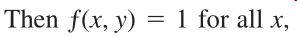 Then f(x, y) = 1 for all x,